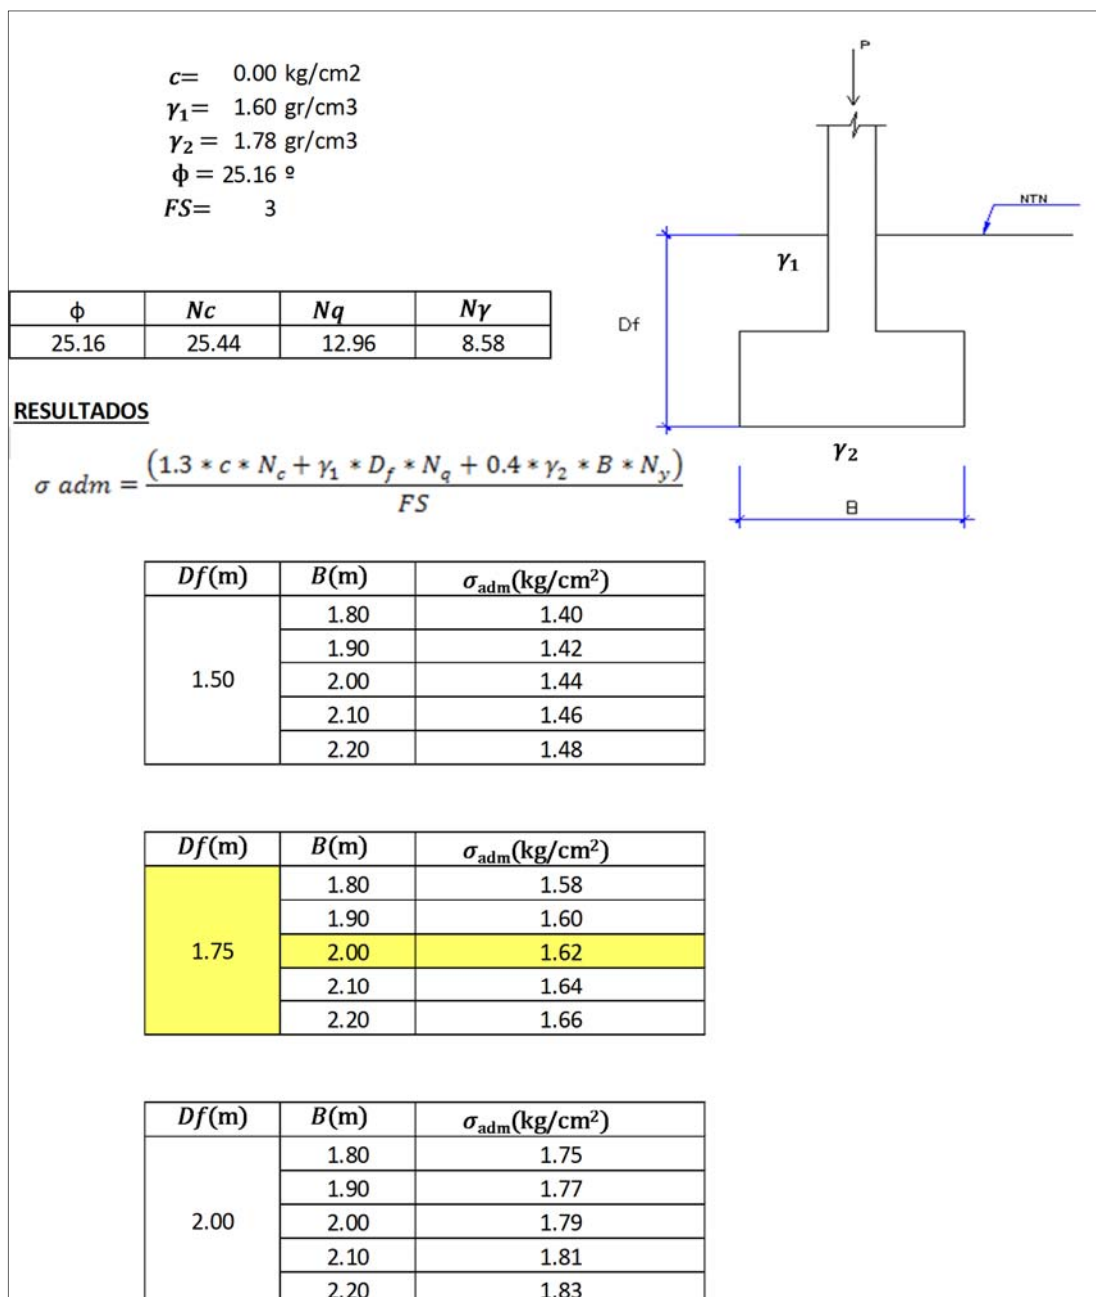 c= 0.00 kg/cm2
γ₁= 1.60 gr/cm3
γ₂ = 1.78 gr/cm3
ϕ = 25.16 º
FS= 3
P
NTN
γ₁
Df
γ₂
B
ϕ Nc Nq Nγ
25.16 25.44 12.96 8.58
RESULTADOS
σ adm = (1.3 * c * N_c + γ₁ * D_f * N_q + 0.4 * γ₂ * B * N_y)
FS
Df(m) B(m) σadm(kg/cm²)
1.80 1.40
1.90 1.42
1.50 2.00 1.44
2.10 1.46
2.20 1.48
Df(m) B(m) σadm(kg/cm²)
1.80 1.58
1.90 1.60
1.75 2.00 1.62
2.10 1.64
2.20 1.66
Df(m) B(m) σadm(kg/cm²)
1.80 1.75
1.90 1.77
2.00 2.00 1.79
2.10 1.81
2.20 1.83